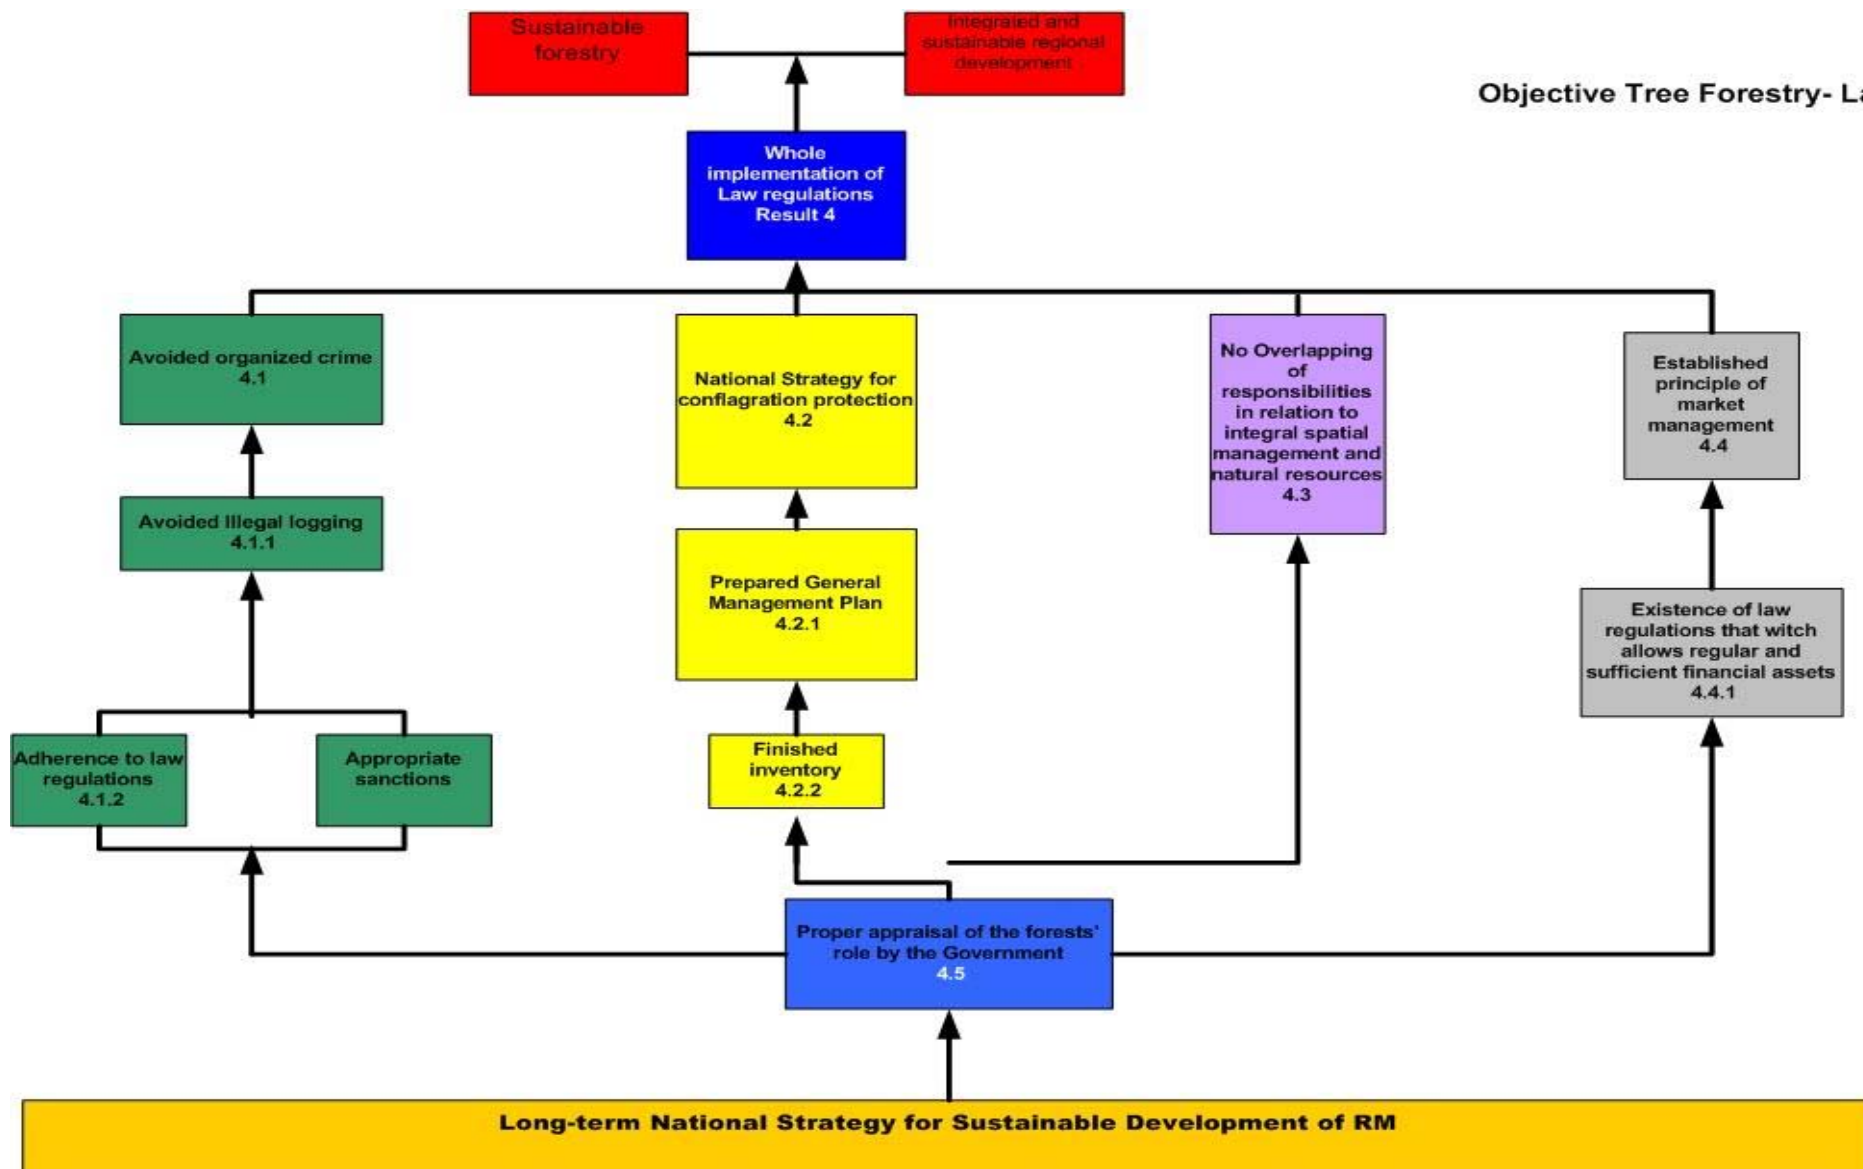 Sustainable
forestry
Integrated and
sustainable regional
development
Objective Tree Forestry- La
Whole
implementation of
Law regulations
Result 4
Avoided organized crime
4.1
National Strategy for
conflagration protection
4.2
No Overlapping
of
responsibilities
in relation to
integral spatial
management and
natural resources
4.3
Established
principle of
market
management
4.4
Avoided Illegal logging
4.1.1
Prepared General
Management Plan
4.2.1
Existence of law
regulations that witch
allows regular and
sufficient financial assets
4.4.1
Adherence to law
regulations
4.1.2
Appropriate
sanctions
Finished
inventory
4.2.2
Proper appraisal of the forests'
role by the Government
4.5
Long-term National Strategy for Sustainable Development of RM